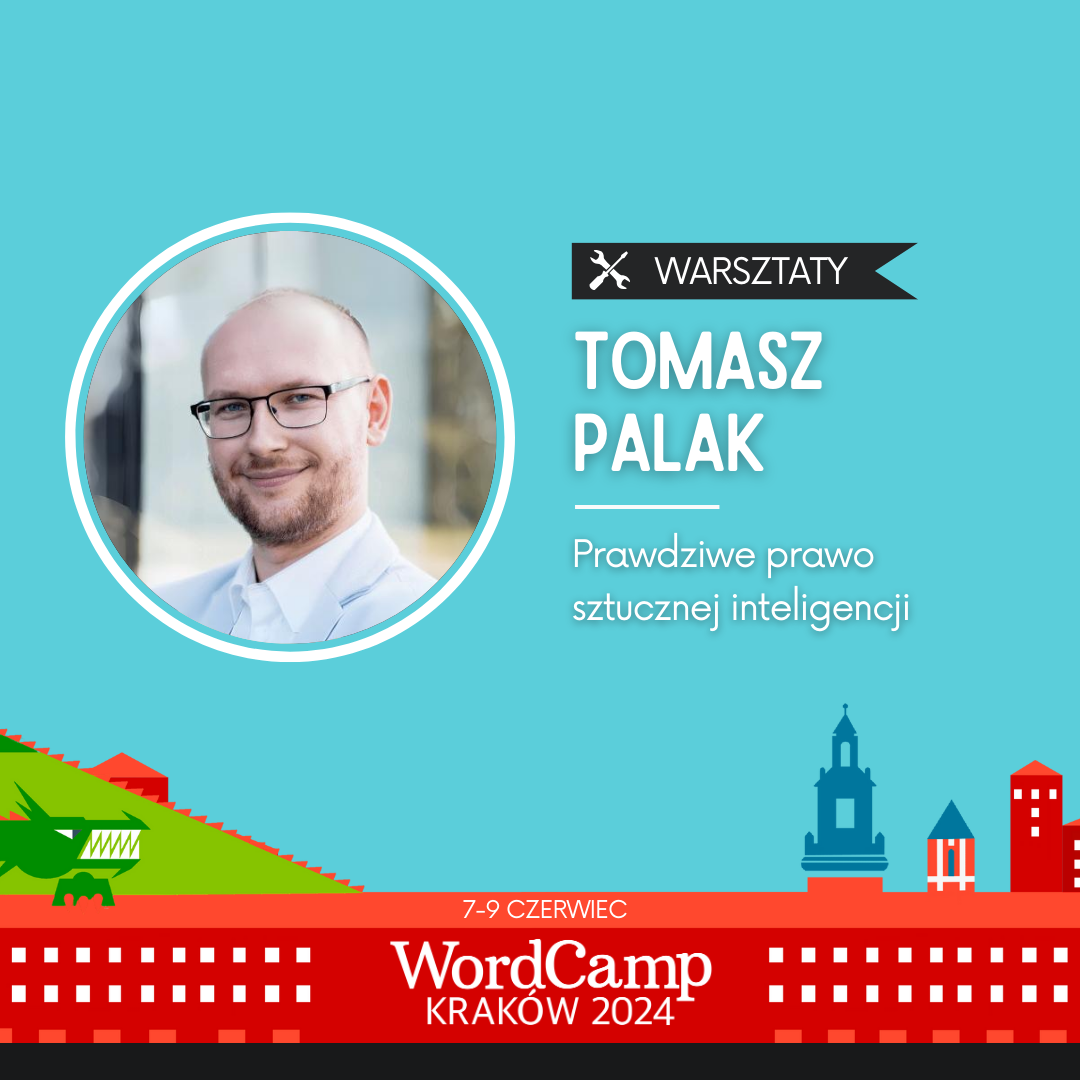 WARSZTATY
TOMASZ
PALAK
Prawdziwe prawo
sztucznej inteligencji
7-9 CZERWIEC
WordCamp
KRAKÓW 2024